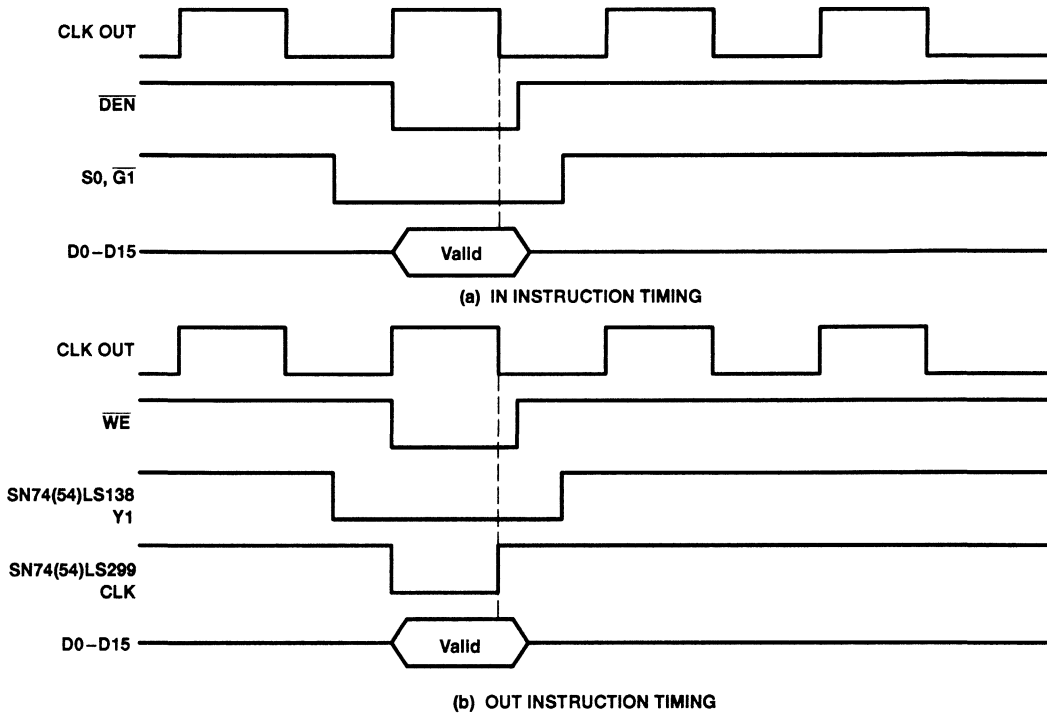 CLK OUT
DEN
S0, G1
D0–D15
Valid
(a) IN INSTRUCTION TIMING
CLK OUT
WE
SN74(54)LS138
Y1
SN74(54)LS299
CLK
D0–D15
Valid
(b) OUT INSTRUCTION TIMING